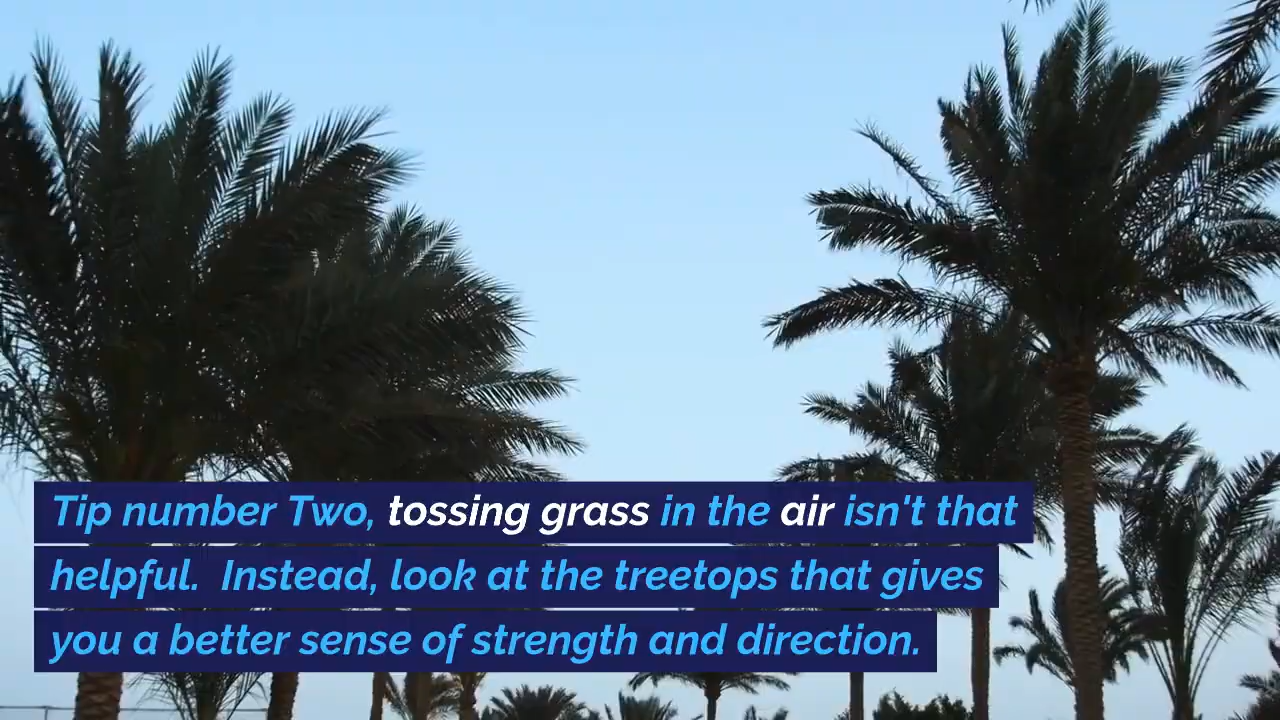 Tip number Two, tossing grass in the air isn't that
helpful.  Instead, look at the treetops that gives
you a better sense of strength and direction.